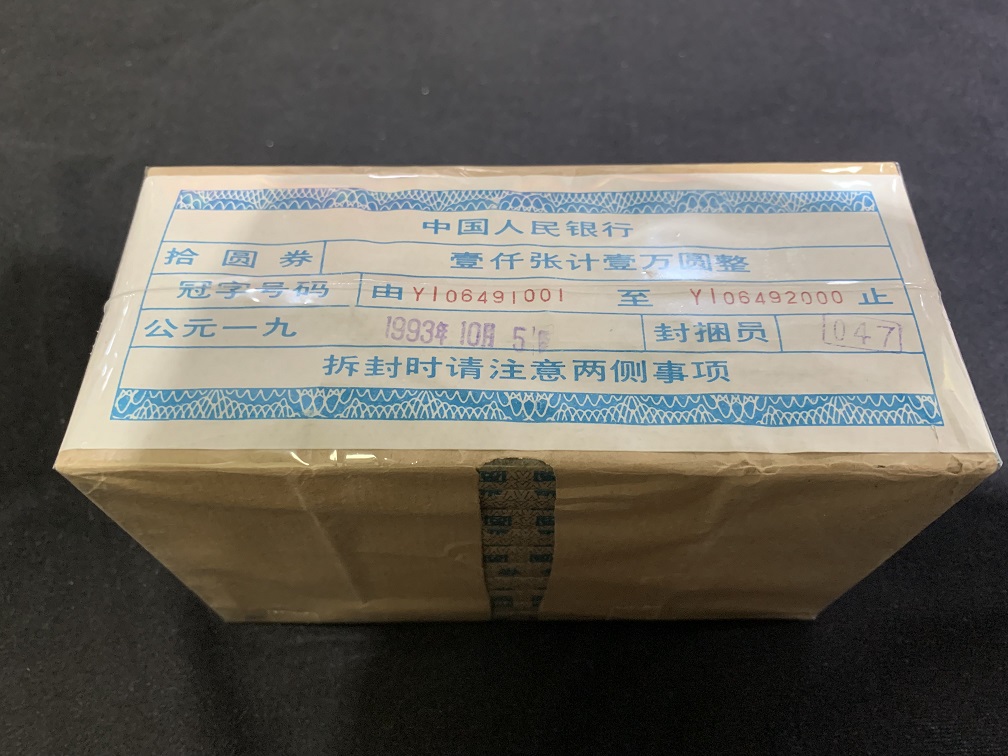 中国人民银行
拾圆券 壹仟张计壹万圆整
冠字号码 由YI06491001 至 YI06492000止
公元一九 1993年10月5日 封捆员 047
拆封时请注意两侧事项